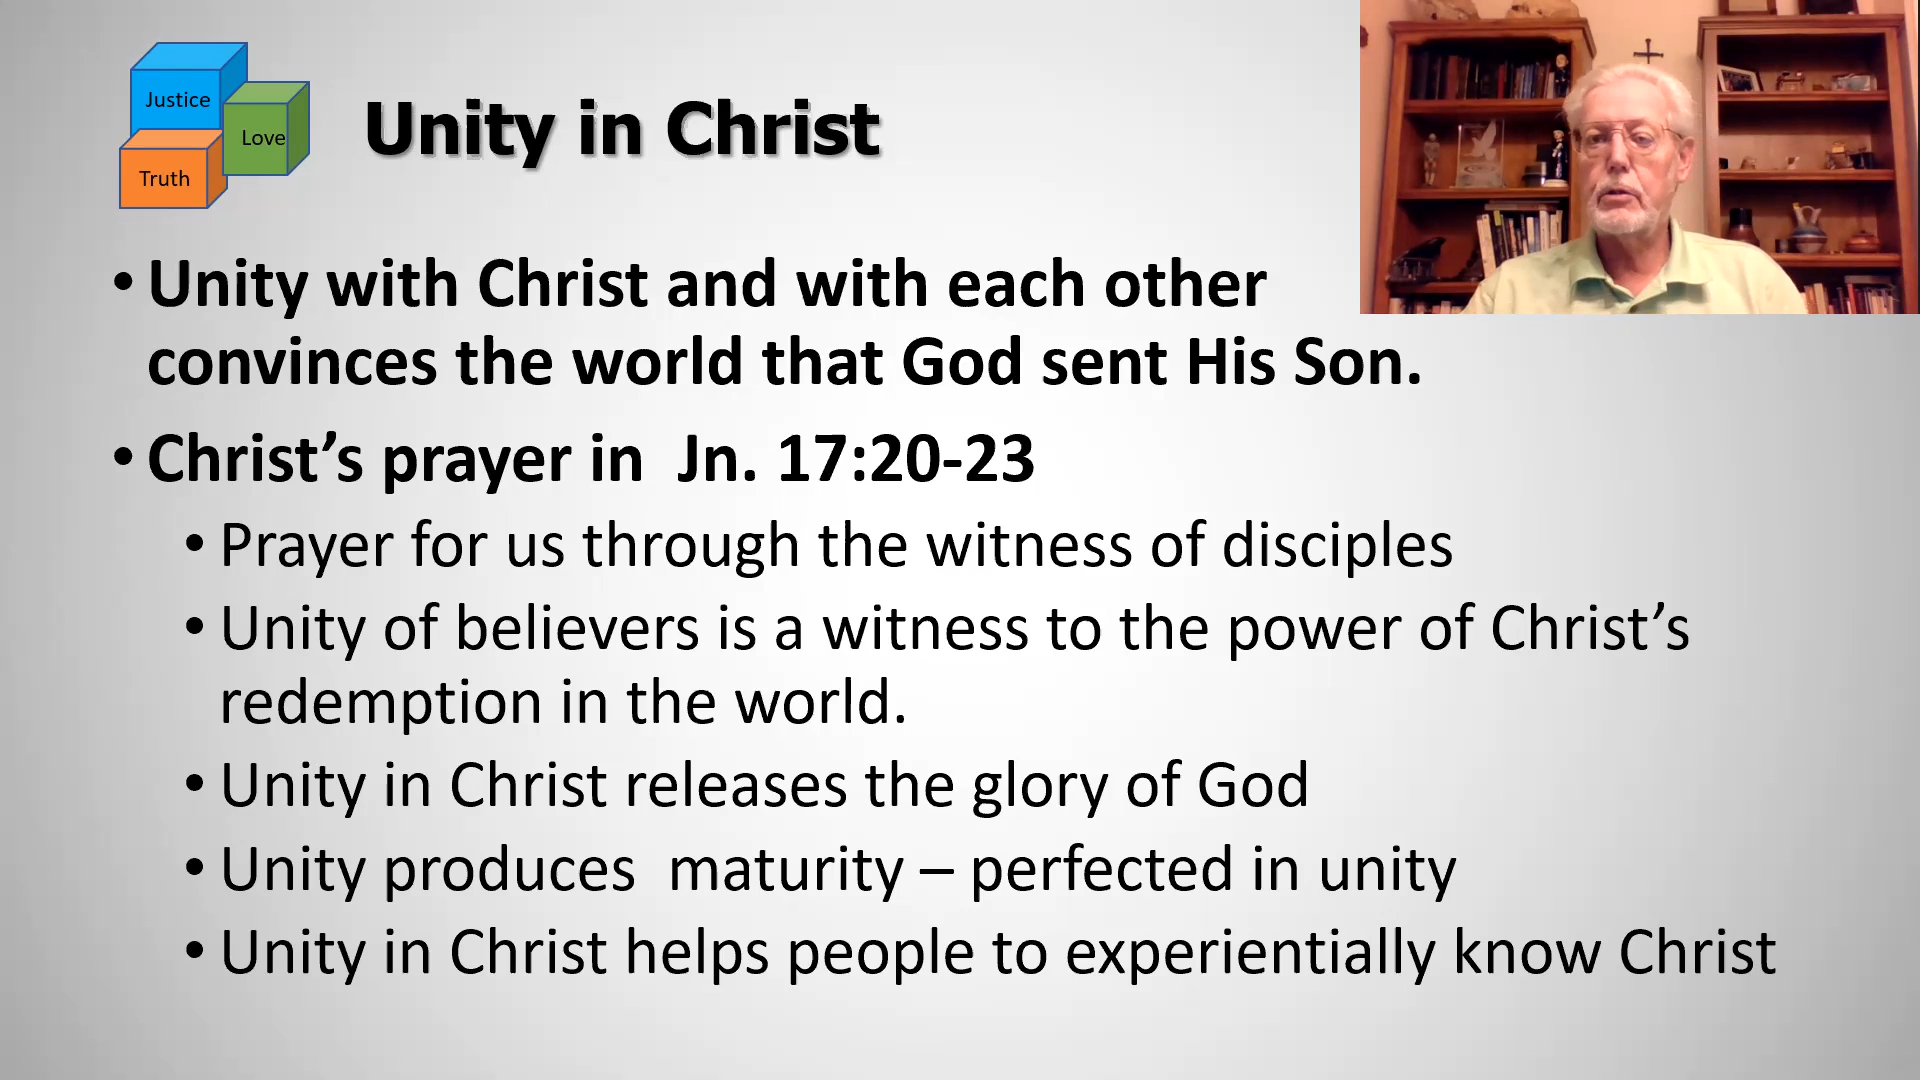 Justice
Love
Truth
Unity in Christ
• Unity with Christ and with each other
convinces the world that God sent His Son.
• Christ’s prayer in  Jn. 17:20-23
• Prayer for us through the witness of disciples
• Unity of believers is a witness to the power of Christ’s
redemption in the world.
• Unity in Christ releases the glory of God
• Unity produces  maturity – perfected in unity
• Unity in Christ helps people to experientially know Christ